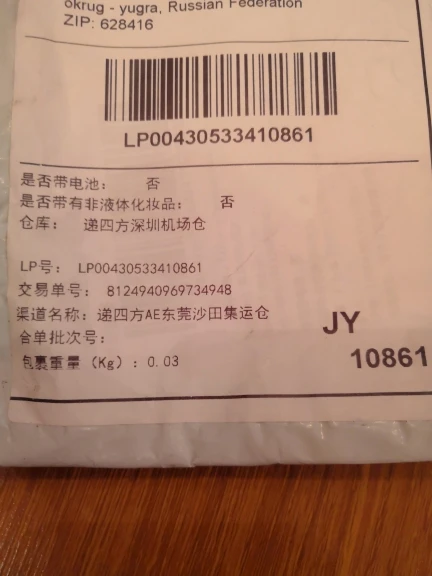 okrug - yugra, Russian Federation
ZIP: 628416
LP00430533410861
是否带电池： 否
是否带有非液体化妆品： 否
仓库： 递四方深圳机场仓
LP号： LP00430533410861
交易单号： 8124940969734948
渠道名称：递四方AE东莞沙田集运仓
合单批次号：
包裹重量（Kg）：0.03
JY
10861